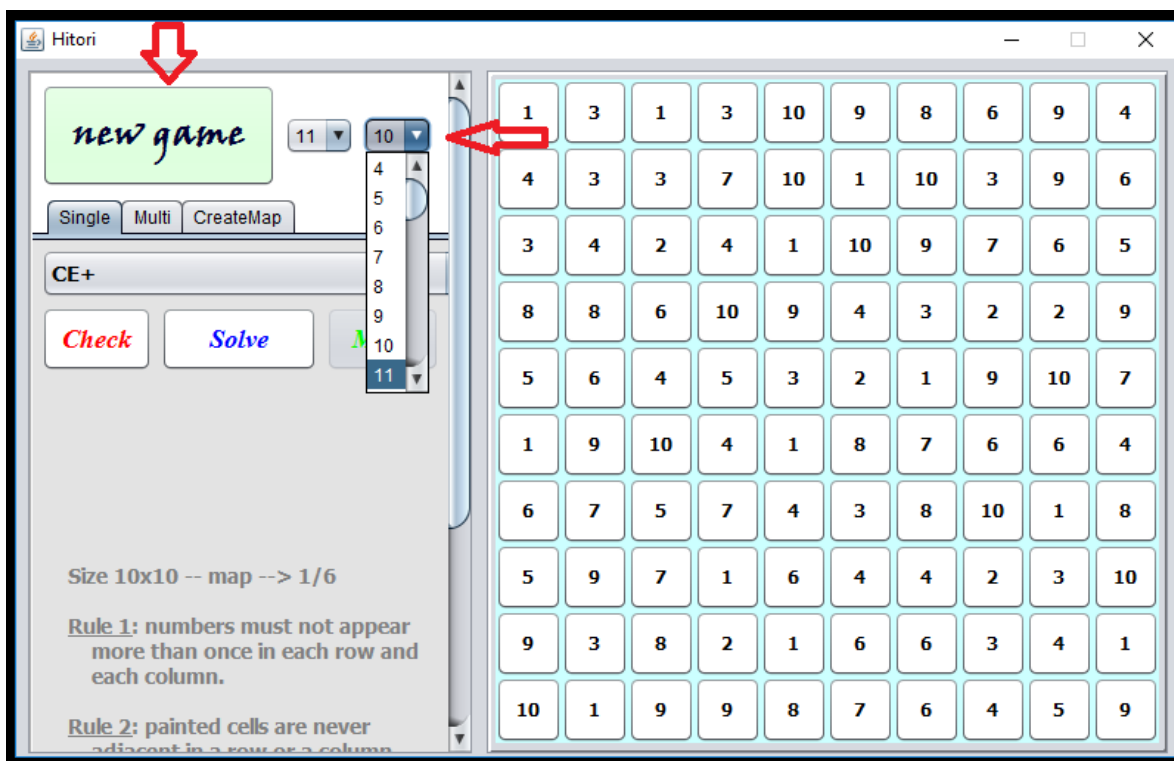 Hitori
new game
11
10
4
5
6
7
8
9
10
11
Single Multi CreateMap
CE+
Check Solve
Size 10x10 -- map --> 1/6
Rule 1: numbers must not appear
more than once in each row and
each column.
Rule 2: painted cells are never
adjacent in a row or a column
1 3 1 3 10 9 8 6 9 4
4 3 3 7 10 1 10 3 9 6
3 4 2 4 1 10 9 7 6 5
8 8 6 10 9 4 3 2 2 9
5 6 4 5 3 2 1 9 10 7
1 9 10 4 1 8 7 6 6 4
6 7 5 7 4 3 8 10 1 8
5 9 7 1 6 4 4 2 3 10
9 3 8 2 1 6 6 3 4 1
10 1 9 9 8 7 6 4 5 9